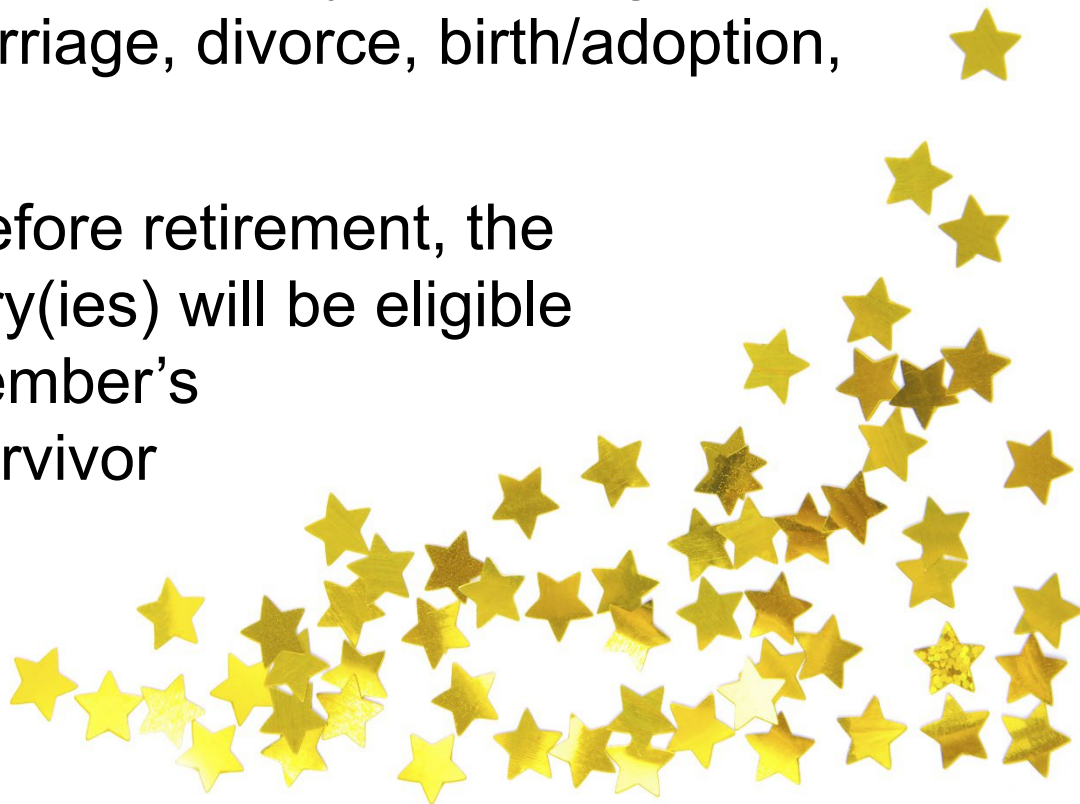 rriage, divorce, birth/adoption,
efore retirement, the
ry(ies) will be eligible
ember’s
rvivor